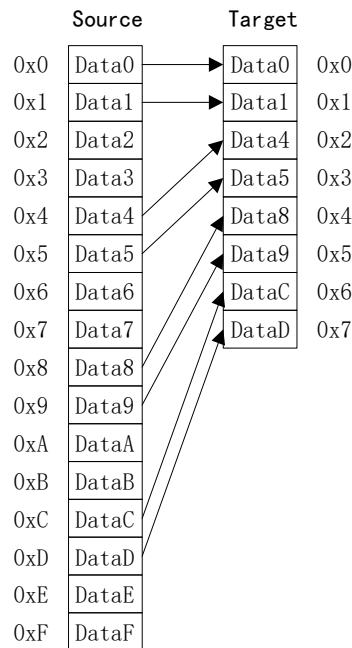 Source Target
0x0 Data0 Data0 0x0
0x1 Data1 Data1 0x1
0x2 Data2 Data4 0x2
0x3 Data3 Data5 0x3
0x4 Data4 Data8 0x4
0x5 Data5 Data9 0x5
0x6 Data6 DataC 0x6
0x7 Data7 DataD 0x7
0x8 Data8
0x9 Data9
0xA DataA
0xB DataB
0xC DataC
0xD DataD
0xE DataE
0xF DataF